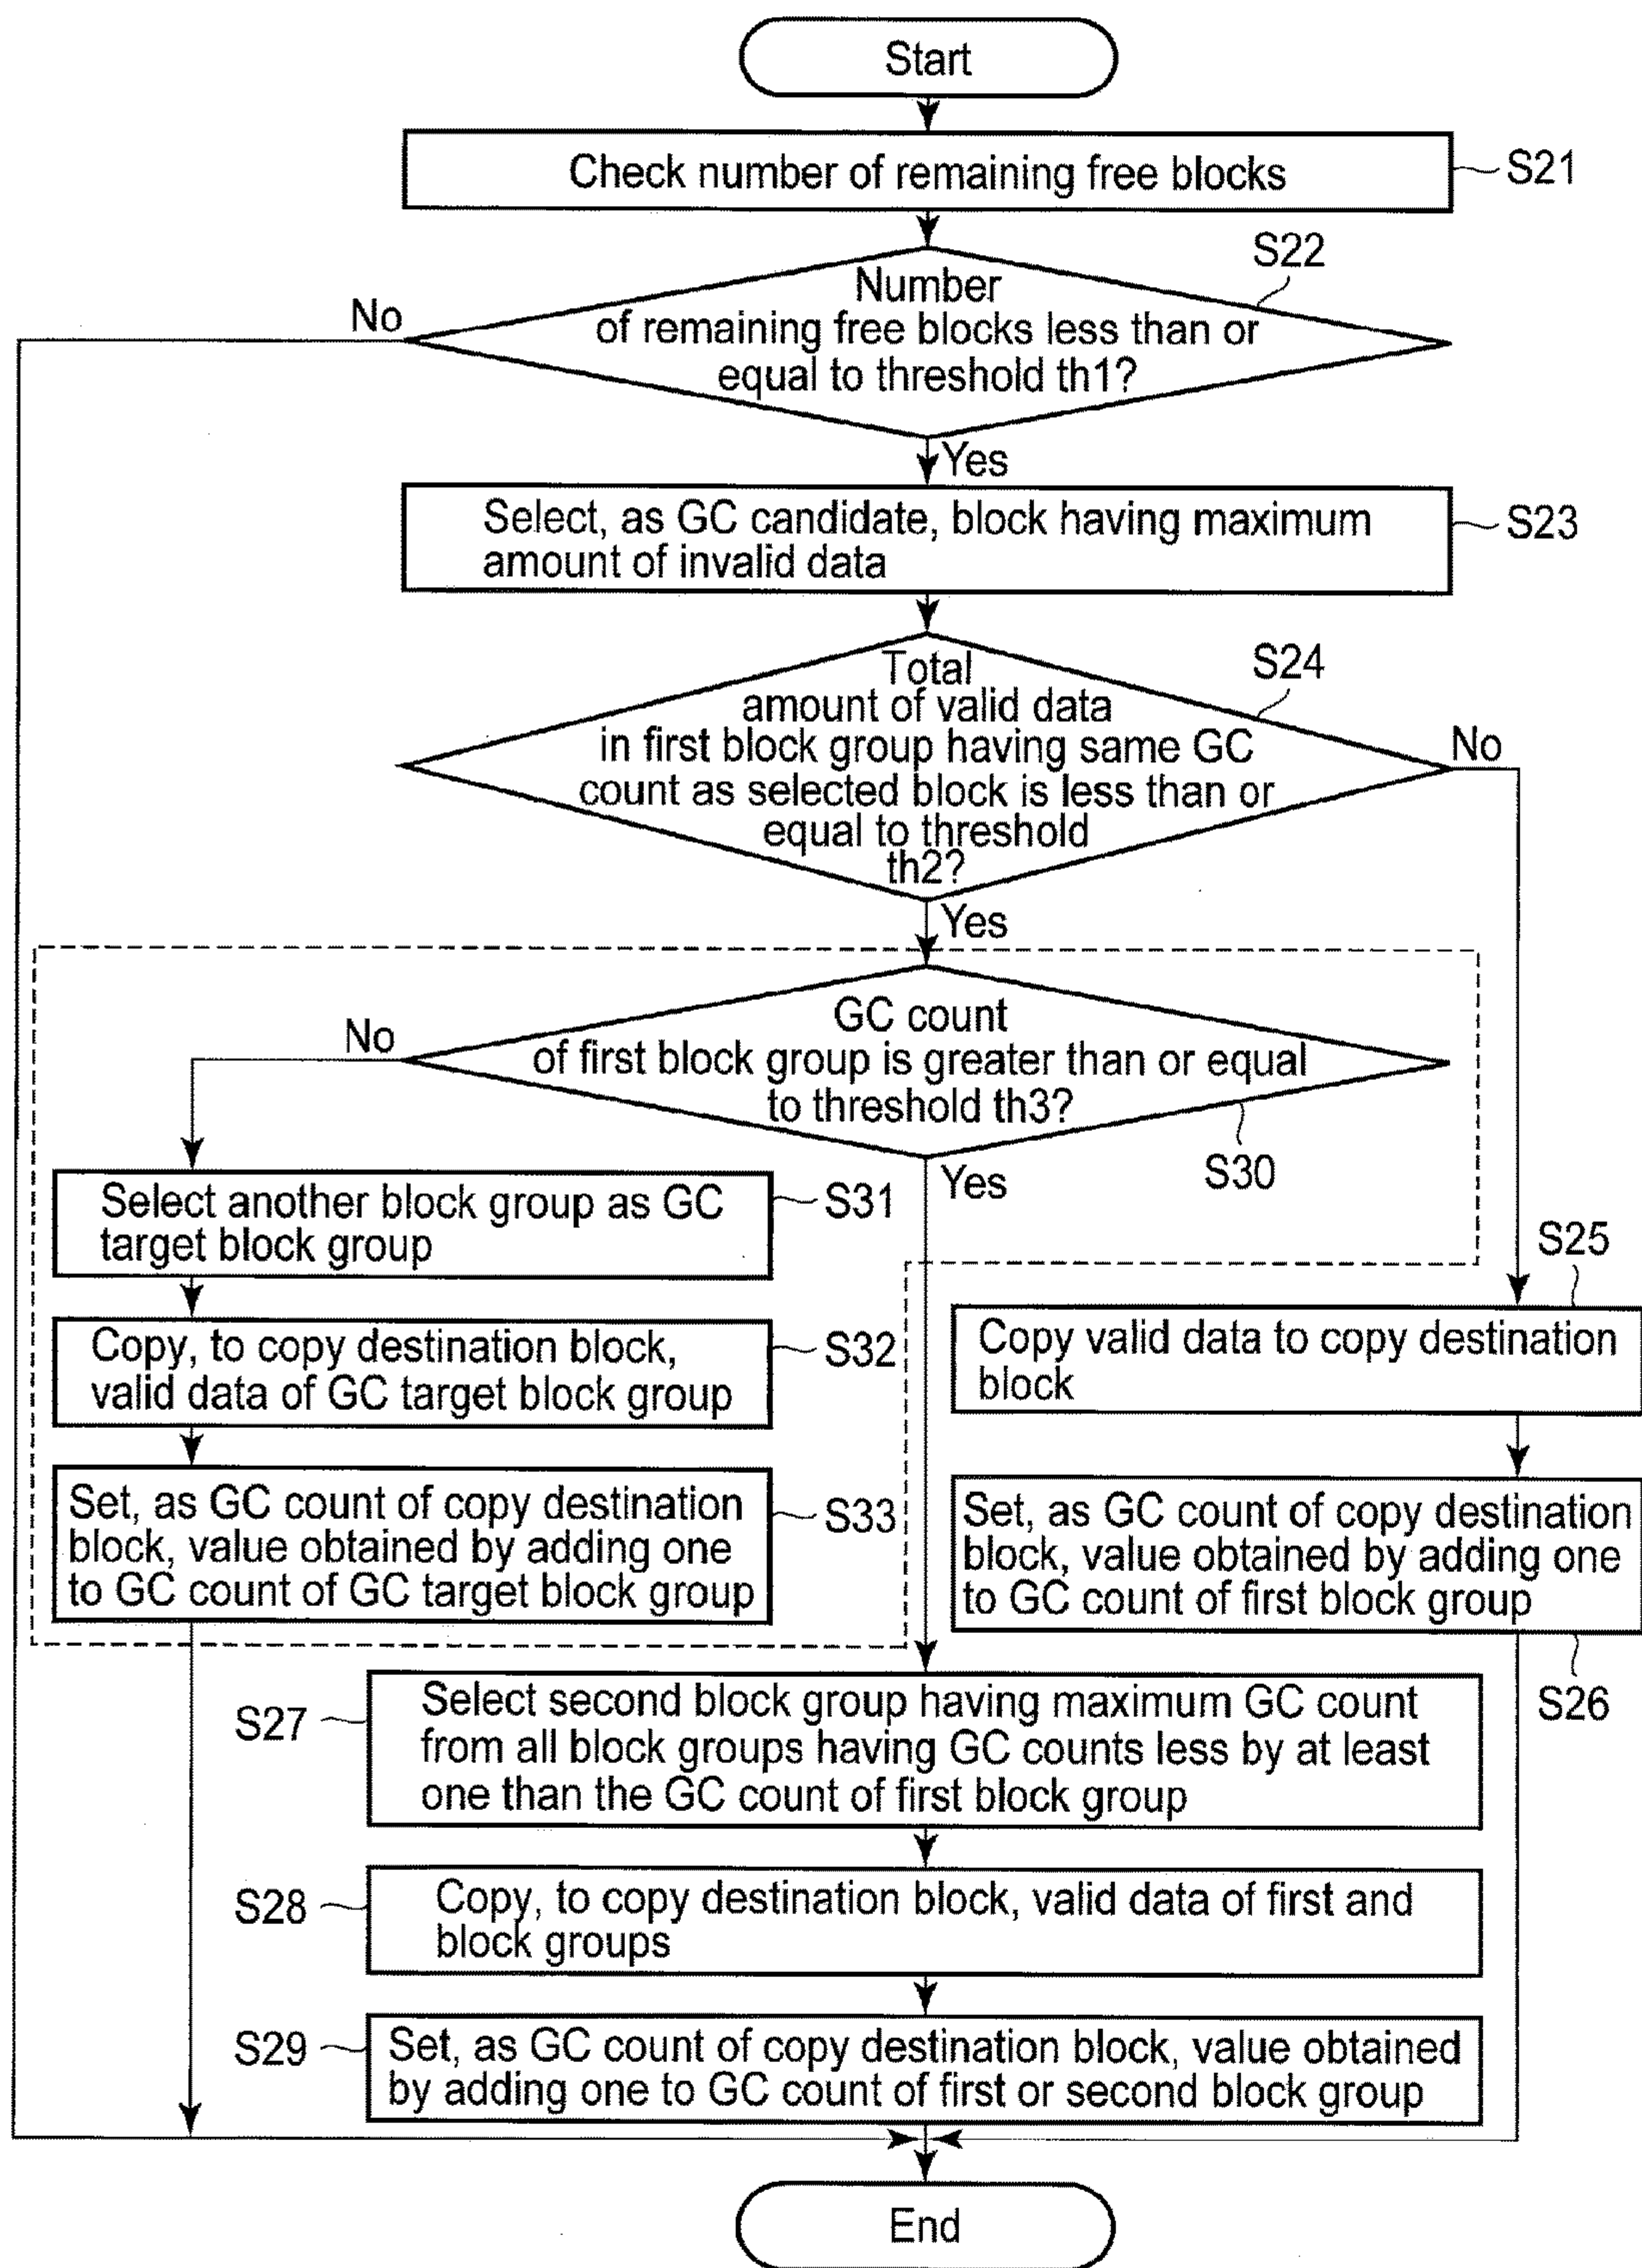 Start
Check number of remaining free blocks
S21
S22
Number
of remaining free blocks less than or
equal to threshold th1?
No
Yes
Select, as GC candidate, block having maximum
amount of invalid data
S23
S24
Total
amount of valid data
in first block group having same GC
count as selected block is less than or
equal to threshold
th2?
No
Yes
GC count
of first block group is greater than or equal
to threshold th3?
No
S30
Yes
Select another block group as GC
target block group
S31
S25
Copy, to copy destination block,
valid data of GC target block group
S32
Copy valid data to copy destination
block
Set, as GC count of copy destination
block, value obtained by adding one
to GC count of GC target block group
S33
Set, as GC count of copy destination
block, value obtained by adding one
to GC count of first block group
S26
S27
Select second block group having maximum GC count
from all block groups having GC counts less by at least
one than the GC count of first block group
S28
Copy, to copy destination block, valid data of first and
block groups
S29
Set, as GC count of copy destination block, value obtained
by adding one to GC count of first or second block group
End